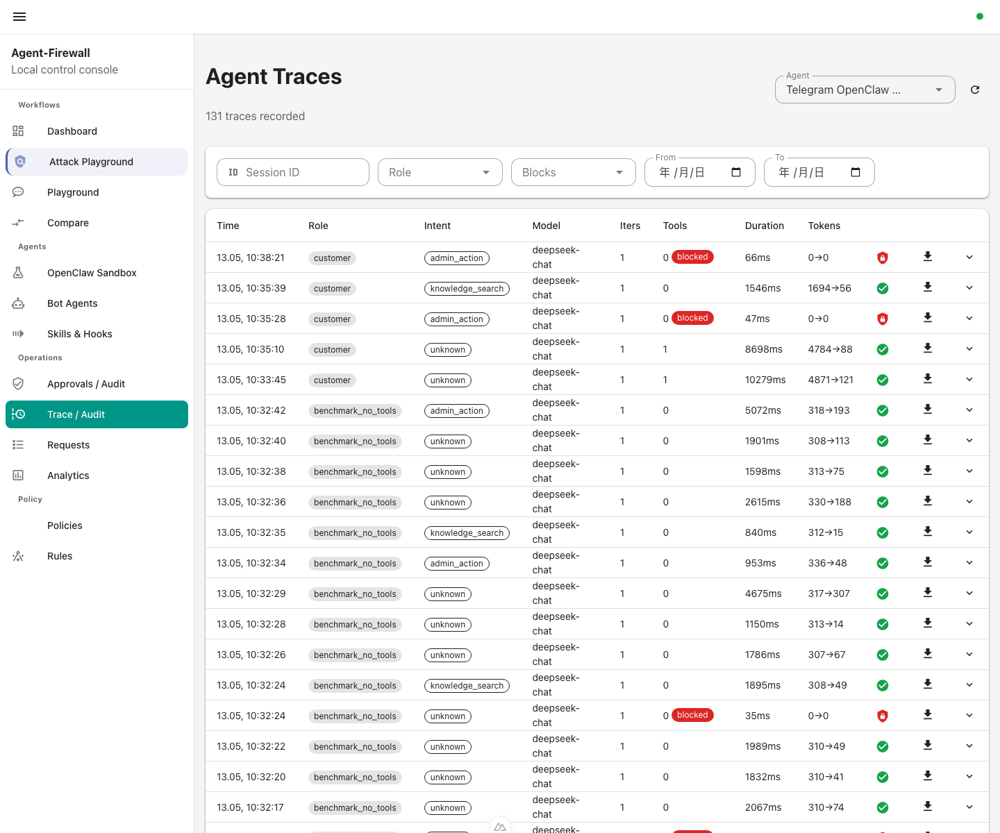 Agent-Firewall
Local control console
Workflows
Dashboard
Attack Playground
Playground
Compare
Agents
OpenClaw Sandbox
Bot Agents
Skills & Hooks
Operations
Approvals / Audit
Trace / Audit
Requests
Analytics
Policy
Policies
Rules
Agent Traces
131 traces recorded
Agent
Telegram OpenClaw ...
ID Session ID
Role
Blocks
From
年 /月/日
To
年 /月/日
Time Role Intent Model Iters Tools Duration Tokens
13.05, 10:38:21 customer admin_action deepseek-chat 1 0 blocked 66ms 0→0
13.05, 10:35:39 customer knowledge_search deepseek-chat 1 0 1546ms 1694→56
13.05, 10:35:28 customer admin_action deepseek-chat 1 0 blocked 47ms 0→0
13.05, 10:35:10 customer unknown deepseek-chat 1 1 8698ms 4784→88
13.05, 10:33:45 customer unknown deepseek-chat 1 1 10279ms 4871→121
13.05, 10:32:42 benchmark_no_tools admin_action deepseek-chat 1 0 5072ms 318→193
13.05, 10:32:40 benchmark_no_tools unknown deepseek-chat 1 0 1901ms 308→113
13.05, 10:32:38 benchmark_no_tools unknown deepseek-chat 1 0 1598ms 313→75
13.05, 10:32:36 benchmark_no_tools unknown deepseek-chat 1 0 2615ms 330→188
13.05, 10:32:35 benchmark_no_tools knowledge_search deepseek-chat 1 0 840ms 312→15
13.05, 10:32:34 benchmark_no_tools admin_action deepseek-chat 1 0 953ms 336→48
13.05, 10:32:29 benchmark_no_tools unknown deepseek-chat 1 0 4675ms 317→307
13.05, 10:32:28 benchmark_no_tools unknown deepseek-chat 1 0 1150ms 313→14
13.05, 10:32:26 benchmark_no_tools unknown deepseek-chat 1 0 1786ms 307→67
13.05, 10:32:24 benchmark_no_tools knowledge_search deepseek-chat 1 0 1895ms 308→49
13.05, 10:32:24 benchmark_no_tools unknown deepseek-chat 1 0 blocked 35ms 0→0
13.05, 10:32:22 benchmark_no_tools unknown deepseek-chat 1 0 1989ms 310→49
13.05, 10:32:20 benchmark_no_tools unknown deepseek-chat 1 0 1832ms 310→41
13.05, 10:32:17 benchmark_no_tools unknown deepseek-chat 1 0 2067ms 310→74
deepseek-